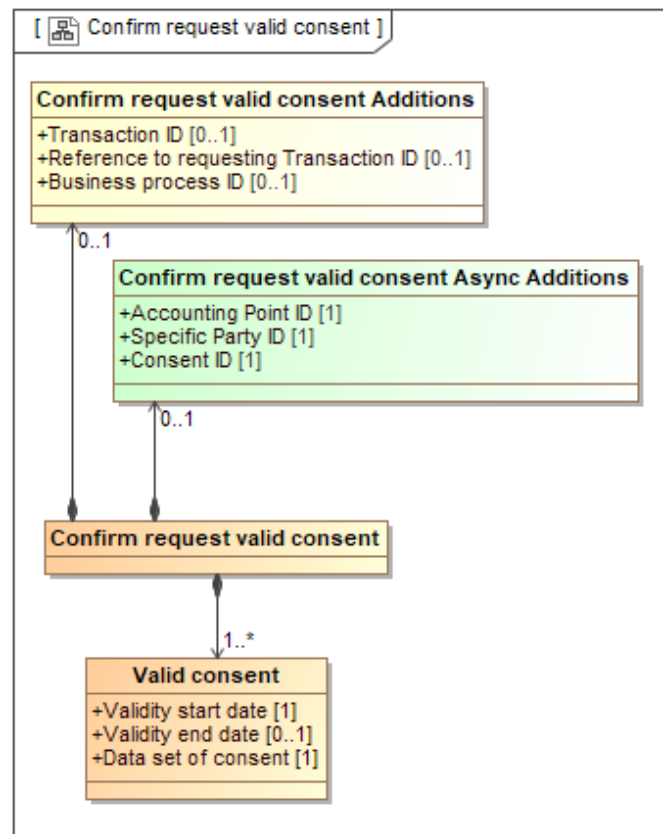 [ Confirm request valid consent ]
Confirm request valid consent Additions
+Transaction ID [0..1]
+Reference to requesting Transaction ID [0..1]
+Business process ID [0..1]
0..1
Confirm request valid consent Async Additions
+Accounting Point ID [1]
+Specific Party ID [1]
+Consent ID [1]
0..1
Confirm request valid consent
1..*
Valid consent
+Validity start date [1]
+Validity end date [0..1]
+Data set of consent [1]